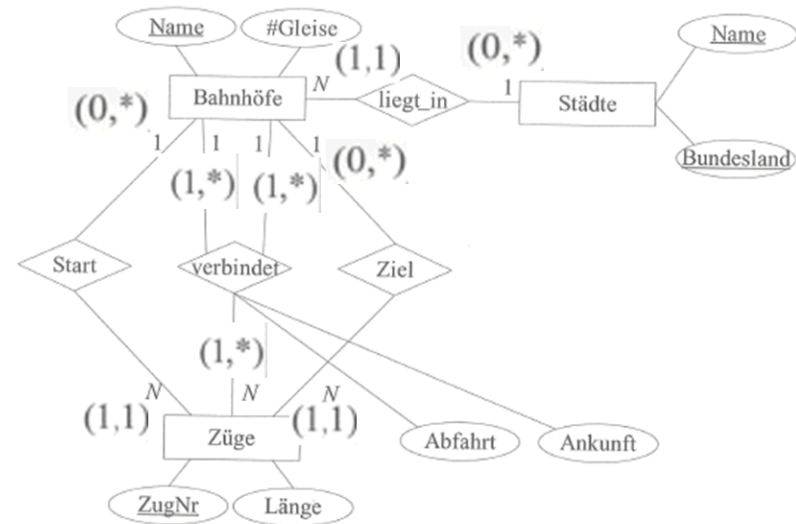 Name
#Gleise
Name
(1,1)
(0,*)
Bahnhöfe
N
liegt_in
1
Städte
(0,*)
1
1
1
1
(0,*)
Bundesland
(1,*)
(1,*)
Start
verbindet
Ziel
(1,*)
N
N
N
(1,1)
(1,1)
Züge
Abfahrt
Ankunft
ZugNr
Länge